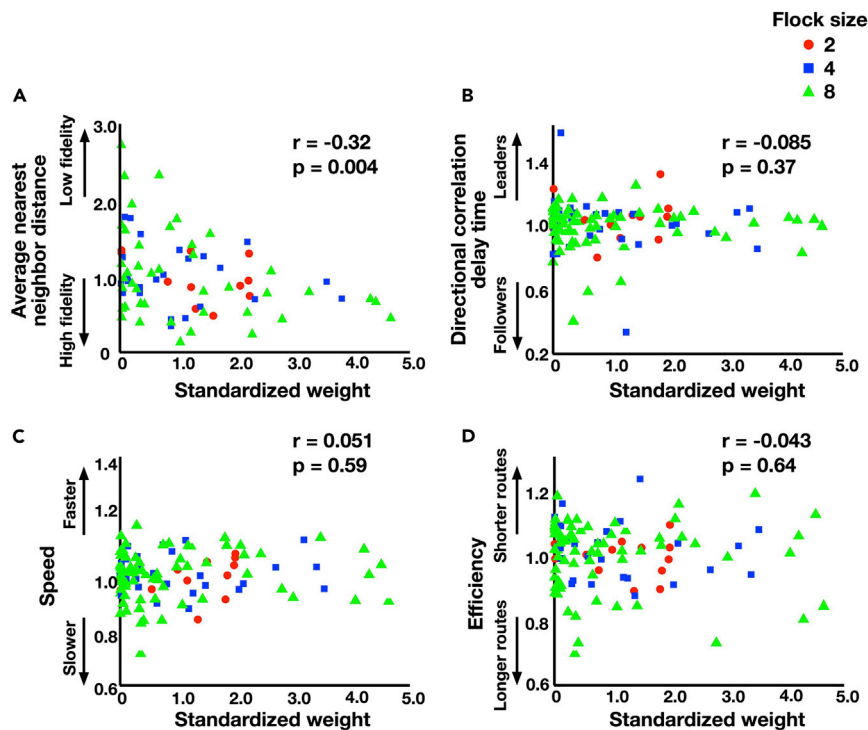 Flock size
2
4
8
A
Low fidelity
High fidelity
Average nearest
neighbor distance
3.0
2.0
1.0
0
r = -0.32
p = 0.004
0 1.0 2.0 3.0 4.0 5.0
Standardized weight
B
Leaders
Followers
Directional correlation
delay time
1.4
1.0
0.6
0.2
r = -0.085
p = 0.37
0 1.0 2.0 3.0 4.0 5.0
Standardized weight
C
Faster
Slower
Speed
1.4
1.2
1.0
0.8
0.6
r = 0.051
p = 0.59
0 1.0 2.0 3.0 4.0 5.0
Standardized weight
D
Shorter routes
Longer routes
Efficiency
1.2
1.0
0.8
0.6
r = -0.043
p = 0.64
0 1.0 2.0 3.0 4.0 5.0
Standardized weight